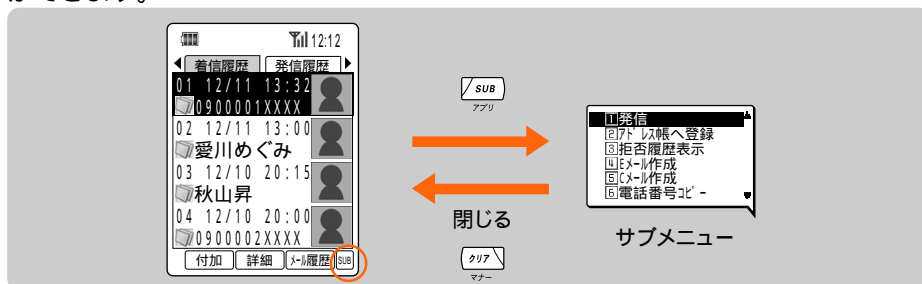 12:12
着信履歴 発信履歴
01 12/11 13:32
0900001XXXX
02 12/11 13:00
愛川めぐみ
03 12/10 20:15
秋山昇
04 12/10 20:00
0900002XXXX
付加 詳細 メール履歴 SUB
SUB
アプリ
閉じる
クリア
マナー
1発信
2アドレス帳へ登録
3拒否履歴表示
4Eメール作成
5Cメール作成
6電話番号コピー
サブメニュー